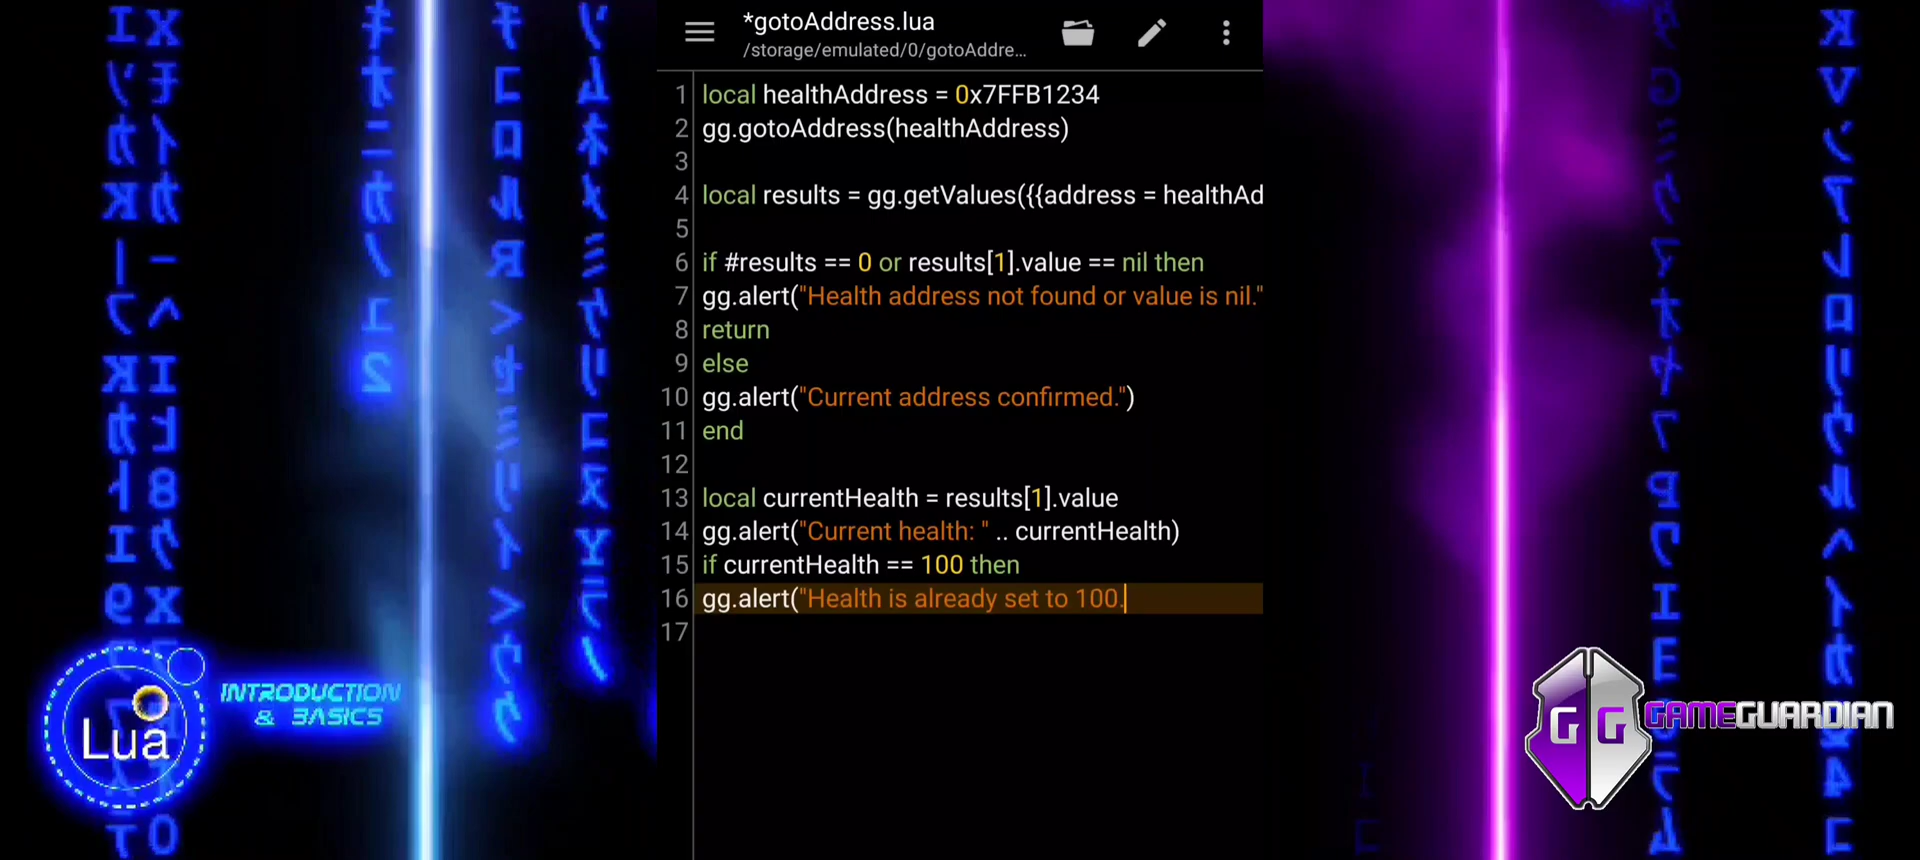 *gotoAddress.lua
/storage/emulated/0/gotoAddre...
1 local healthAddress = 0x7FFB1234
2 gg.gotoAddress(healthAddress)
3
4 local results = gg.getValues({{address = healthAd
5
6 if #results == 0 or results[1].value == nil then
7 gg.alert("Health address not found or value is nil."
8 return
9 else
10 gg.alert("Current address confirmed.")
11 end
12
13 local currentHealth = results[1].value
14 gg.alert("Current health: " .. currentHealth)
15 if currentHealth == 100 then
16 gg.alert("Health is already set to 100.
17
Lua
INTRODUCTION
& BASICS
GG
GAMEGUARDIAN